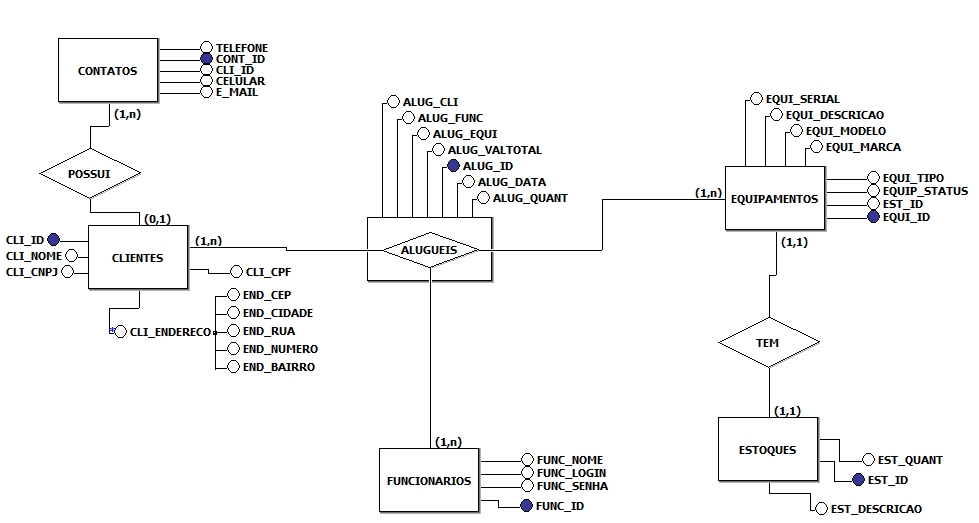 CONTATOS
TELEFONE
CONT_ID
CLI_ID
CELULAR
E_MAIL
(1,n)
POSSUI
(0,1)
CLI_ID
CLI_NOME
CLI_CNPJ
CLIENTES
(1,n)
CLI_CPF
CLI_ENDERECO
END_CEP
END_CIDADE
END_RUA
END_NUMERO
END_BAIRRO
ALUG_CLI
ALUG_FUNC
ALUG_EQUI
ALUG_VALTOTAL
ALUG_ID
ALUG_DATA
ALUG_QUANT
ALUGUEIS
(1,n)
FUNCIONARIOS
FUNC_NOME
FUNC_LOGIN
FUNC_SENHA
FUNC_ID
EQUI_SERIAL
EQUI_DESCRICAO
EQUI_MODELO
EQUI_MARCA
(1,n)
EQUIPAMENTOS
EQUI_TIPO
EQUIP_STATUS
EST_ID
EQUI_ID
(1,1)
TEM
(1,1)
ESTOQUES
EST_QUANT
EST_ID
EST_DESCRICAO